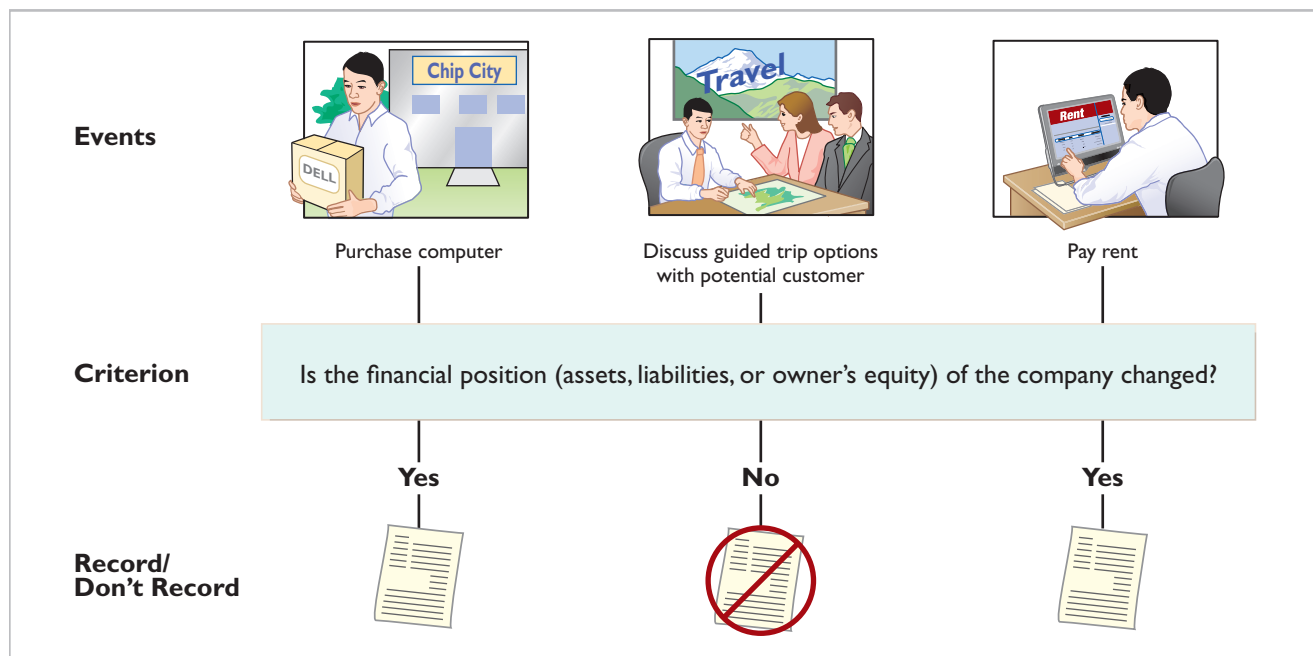 Chip City
DELL
Travel
Rent
Events
Purchase computer
Discuss guided trip options
with potential customer
Pay rent
Criterion
Is the financial position (assets, liabilities, or owner’s equity) of the company changed?
Yes
No
Yes
Record/
Don’t Record